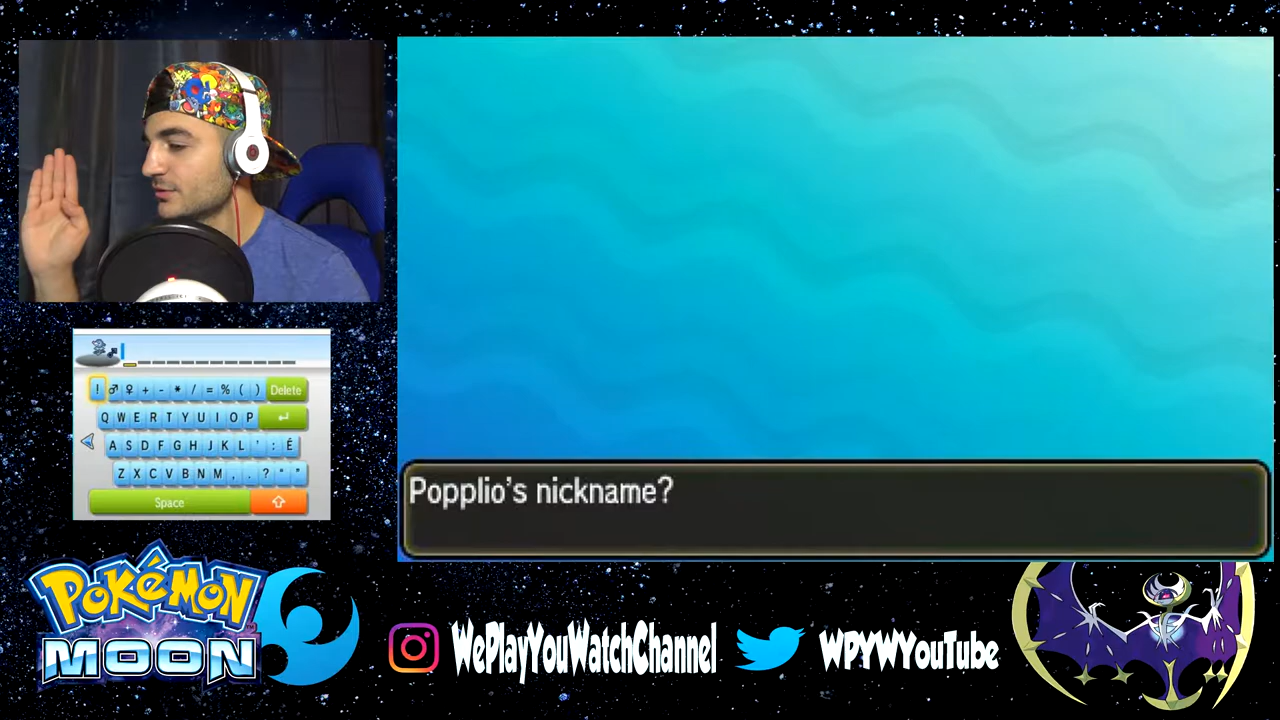 ! ♂ ♀ + - * / = % ( ) Delete
Q W E R T Y U I O P
A S D F G H J K L ' : É
Z X C V B N M , . ? “ ”
Space
Popplio's nickname?
POKÉMON
MOON
WePlayYouWatchChannel
WPYWYouTube